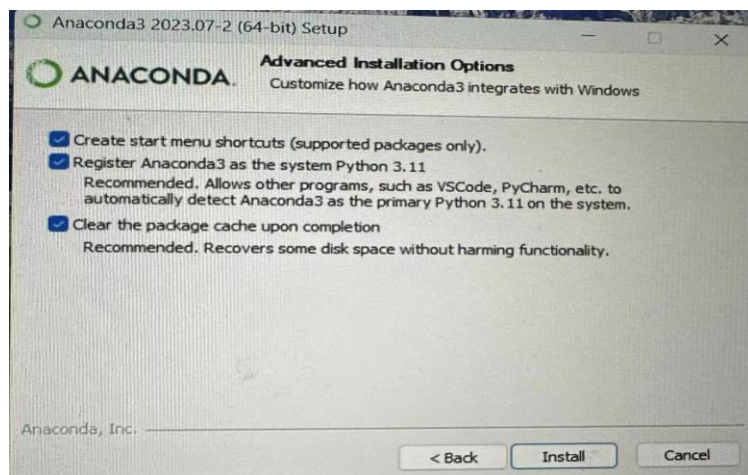 Anaconda3 2023.07-2 (64-bit) Setup
ANACONDA.
Advanced Installation Options
Customize how Anaconda3 integrates with Windows
Create start menu shortcuts (supported packages only).
Register Anaconda3 as the system Python 3.11
Recommended. Allows other programs, such as VSCode, PyCharm, etc. to
automatically detect Anaconda3 as the primary Python 3.11 on the system.
Clear the package cache upon completion
Recommended. Recovers some disk space without harming functionality.
Anaconda, Inc.
< Back Install Cancel